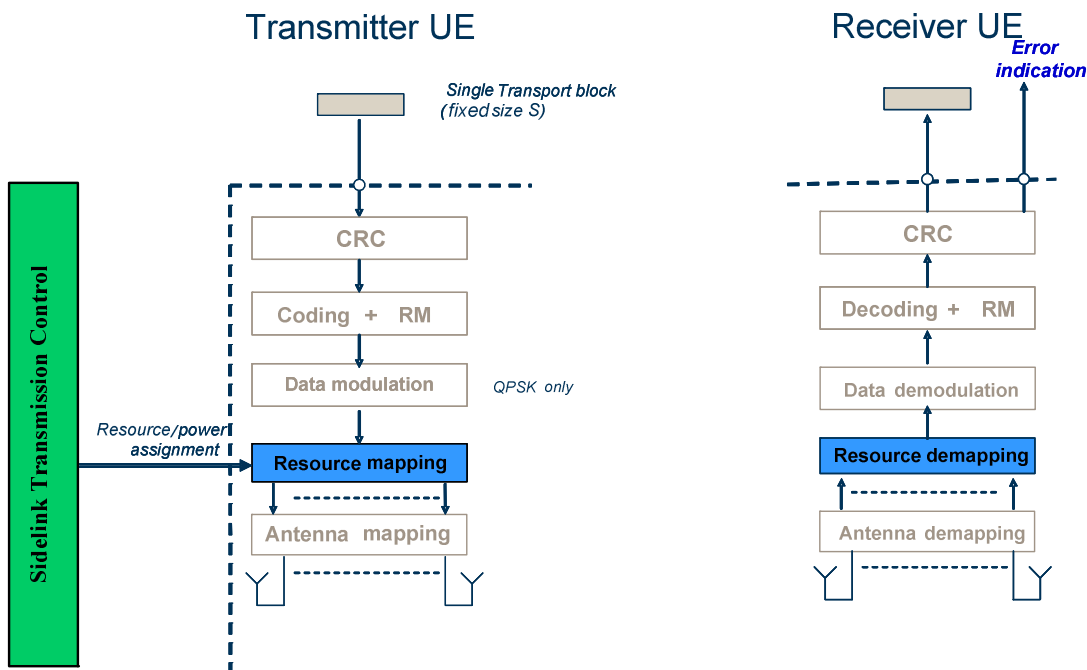 Transmitter UE
Receiver UE
Error
indication
Single Transport block
(fixed size S)
Sidelink Transmission Control
CRC
Coding + RM
Data modulation
QPSK only
Resource/power
assignment
Resource mapping
Antenna mapping
CRC
Decoding + RM
Data demodulation
Resource demapping
Antenna demapping